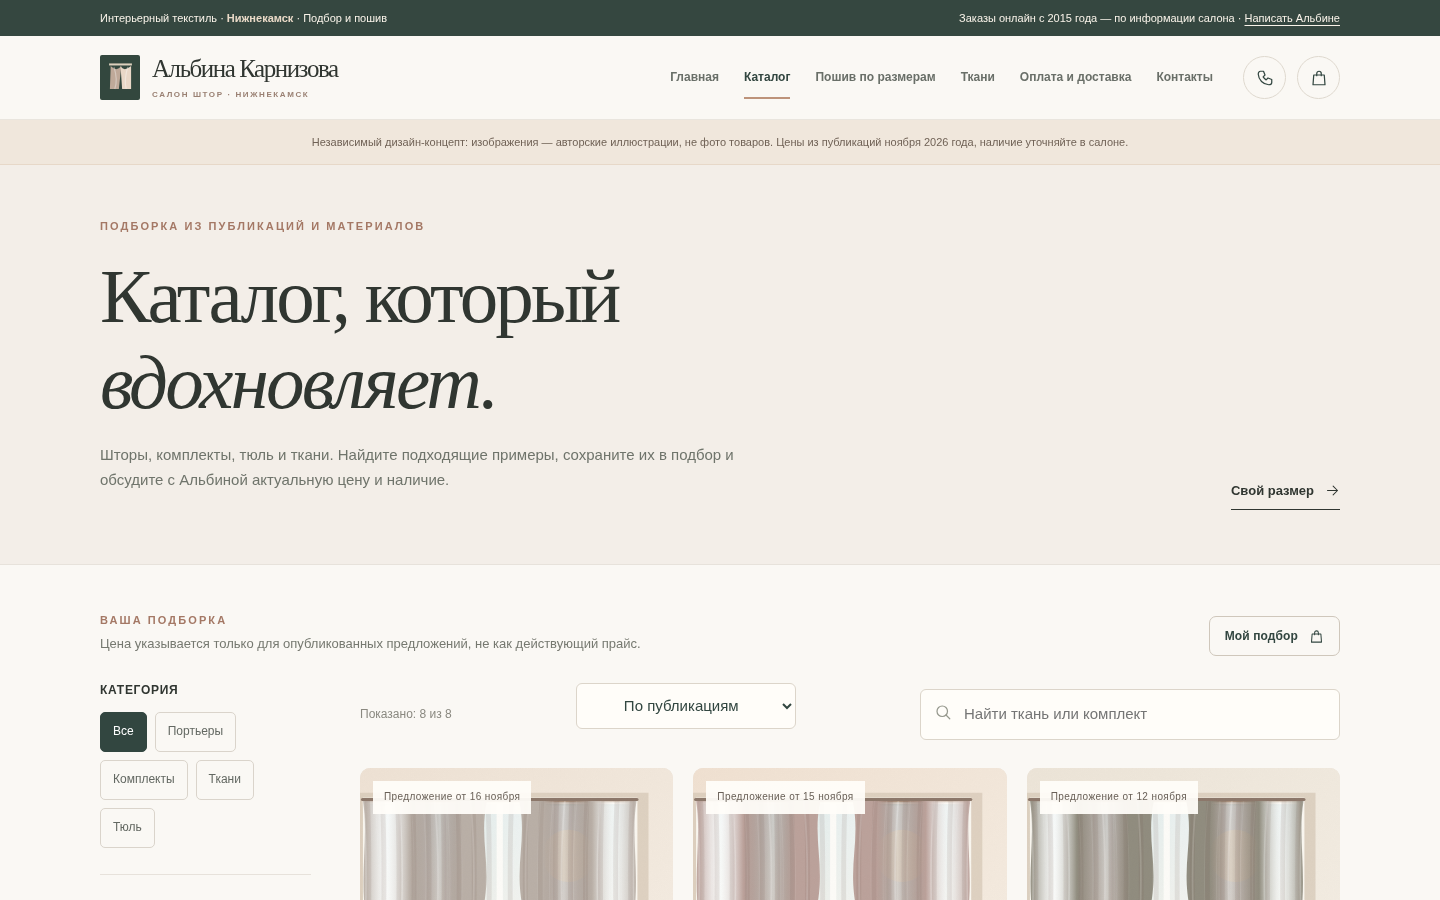 Интерьерный текстиль · Нижнекамск · Подбор и пошив
Заказы онлайн с 2015 года — по информации салона · Написать Альбине
Альбина Карнизова
САЛОН ШТОР · НИЖНЕКАМСК
Главная
Каталог
Пошив по размерам
Ткани
Оплата и доставка
Контакты
Независимый дизайн-концепт: изображения — авторские иллюстрации, не фото товаров. Цены из публикаций ноября 2026 года, наличие уточняйте в салоне.
ПОДБОРКА ИЗ ПУБЛИКАЦИЙ И МАТЕРИАЛОВ
Каталог, который
вдохновляет.
Шторы, комплекты, тюль и ткани. Найдите подходящие примеры, сохраните их в подбор и
обсудите с Альбиной актуальную цену и наличие.
Свой размер
ВАША ПОДБОРКА
Цена указывается только для опубликованных предложений, не как действующий прайс.
Мой подбор
КАТЕГОРИЯ
Все
Портьеры
Комплекты
Ткани
Тюль
Показано: 8 из 8
По публикациям
Найти ткань или комплект
Предложение от 16 ноября
Предложение от 15 ноября
Предложение от 12 ноября